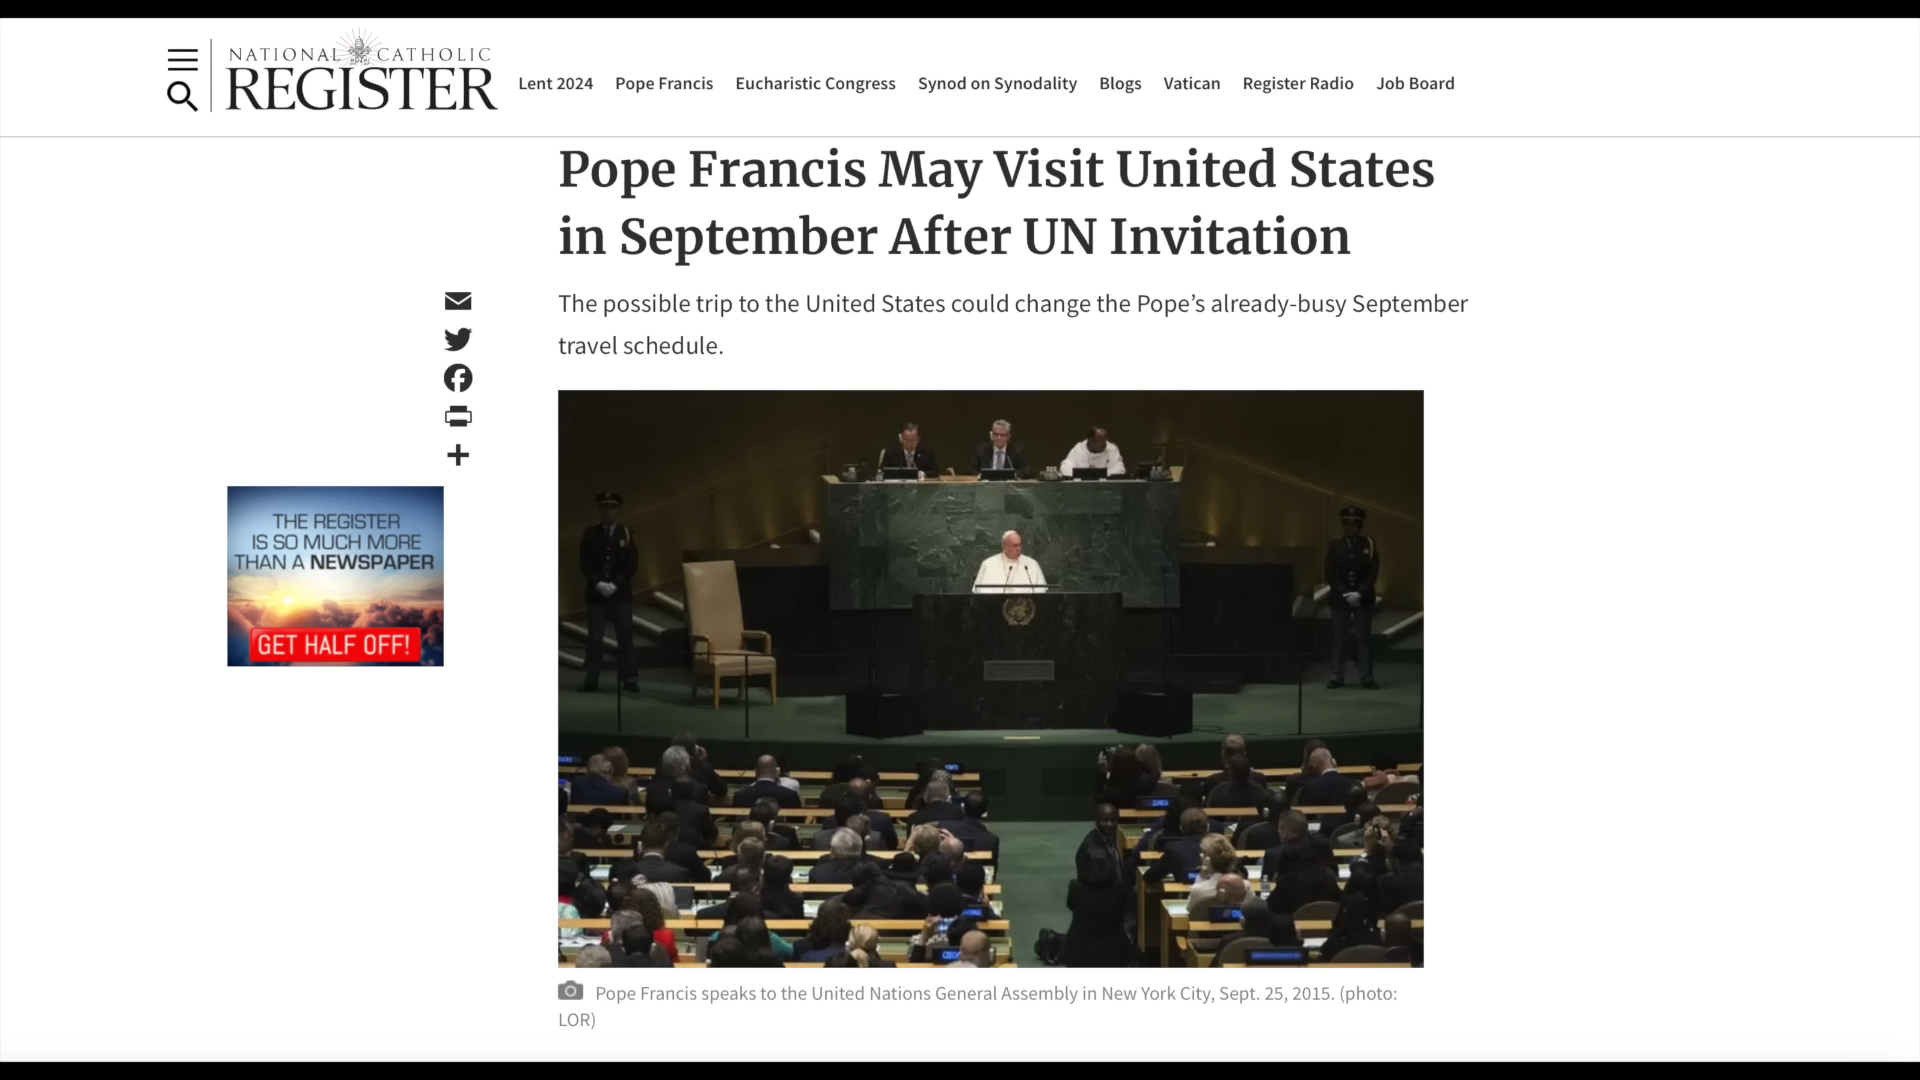 NATIONAL CATHOLIC
REGISTER
Lent 2024
Pope Francis
Eucharistic Congress
Synod on Synodality
Blogs
Vatican
Register Radio
Job Board
Pope Francis May Visit United States
in September After UN Invitation
The possible trip to the United States could change the Pope’s already-busy September
travel schedule.
THE REGISTER
IS SO MUCH MORE
THAN A NEWSPAPER
GET HALF OFF!
Pope Francis speaks to the United Nations General Assembly in New York City, Sept. 25, 2015. (photo:
LOR)